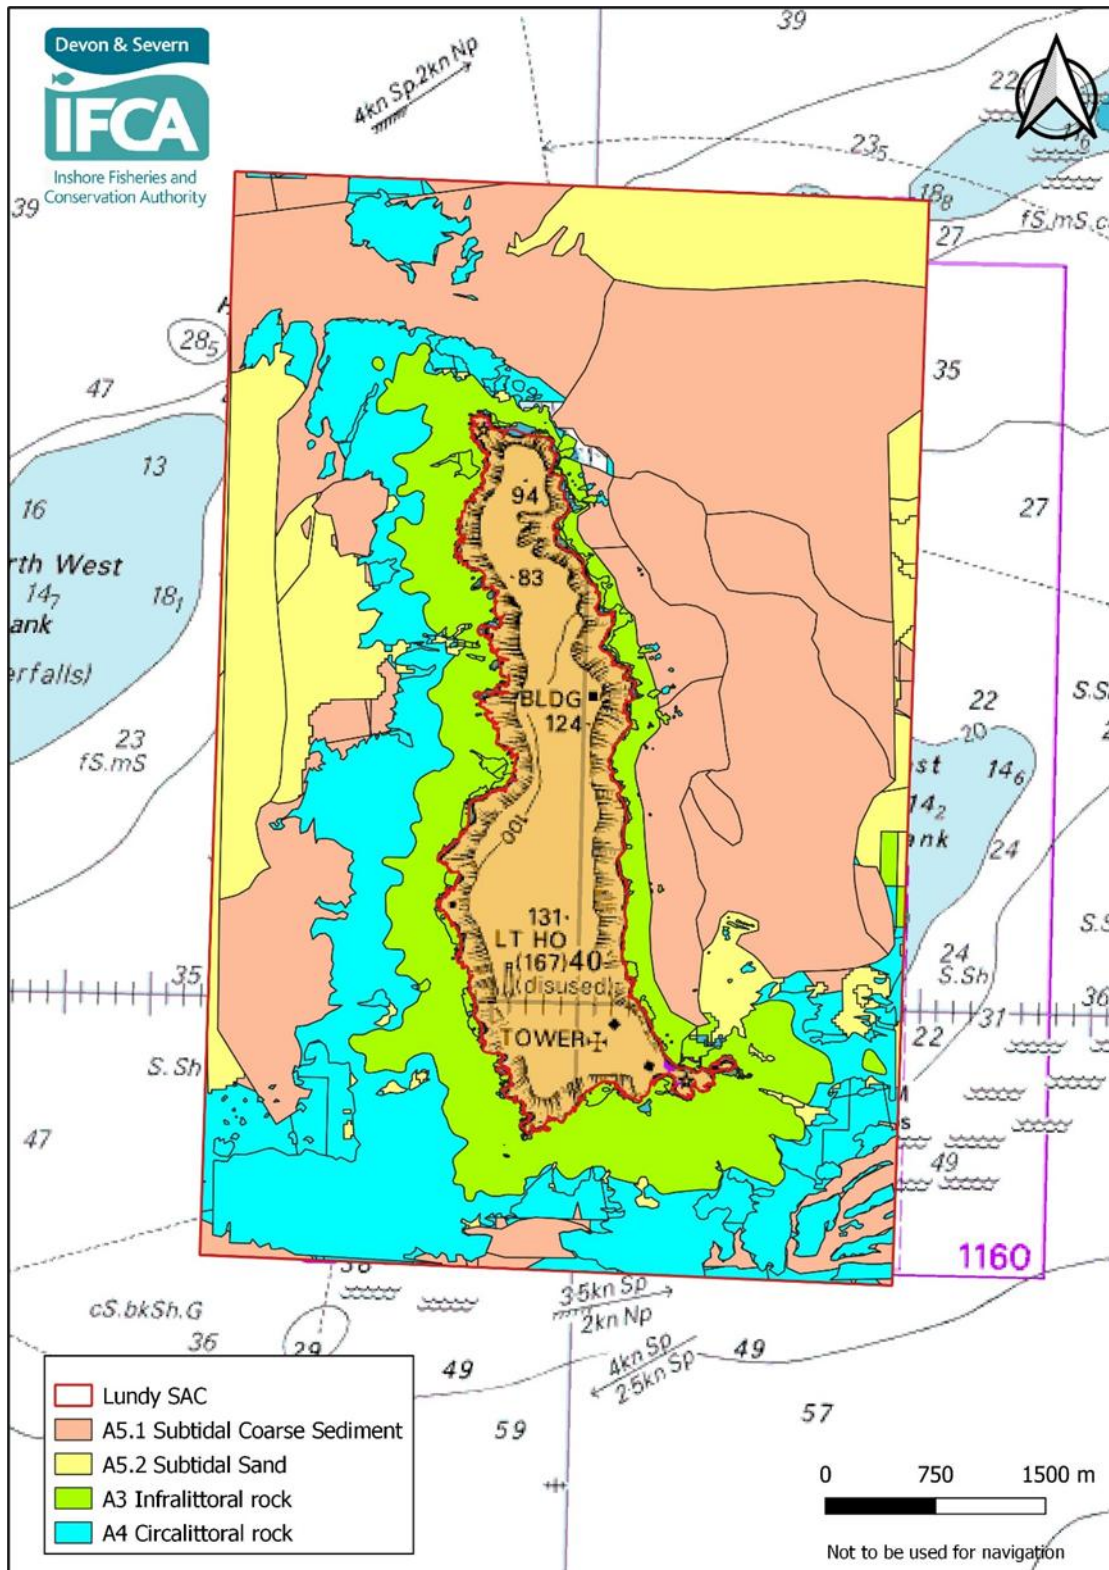 Devon & Severn
IFCA
Inshore Fisheries and
Conservation Authority
39
4kn Sp.2kn Np
22
11₆
23₅
39
18₈
fS.mS.c
27
28₅
35
47
13
16
27
94
rth West
14₇
18₁
83
ank
erfalls)
BLDG
124
22
S.S
20
23
fS.mS
st
14₆
14₂
ank
100
24
131
LT HO
(167)40
(disused)
24
S.Sh
S.S
35
36
31
22
TOWER
S.Sh
47
49
1160
3·5kn Sp
2kn Np
cS.bkSh.G
36
29
49
4kn Sp
2·5kn Sp
49
59
57
Lundy SAC
A5.1 Subtidal Coarse Sediment
A5.2 Subtidal Sand
A3 Infralittoral rock
A4 Circalittoral rock
0 750 1500 m
Not to be used for navigation